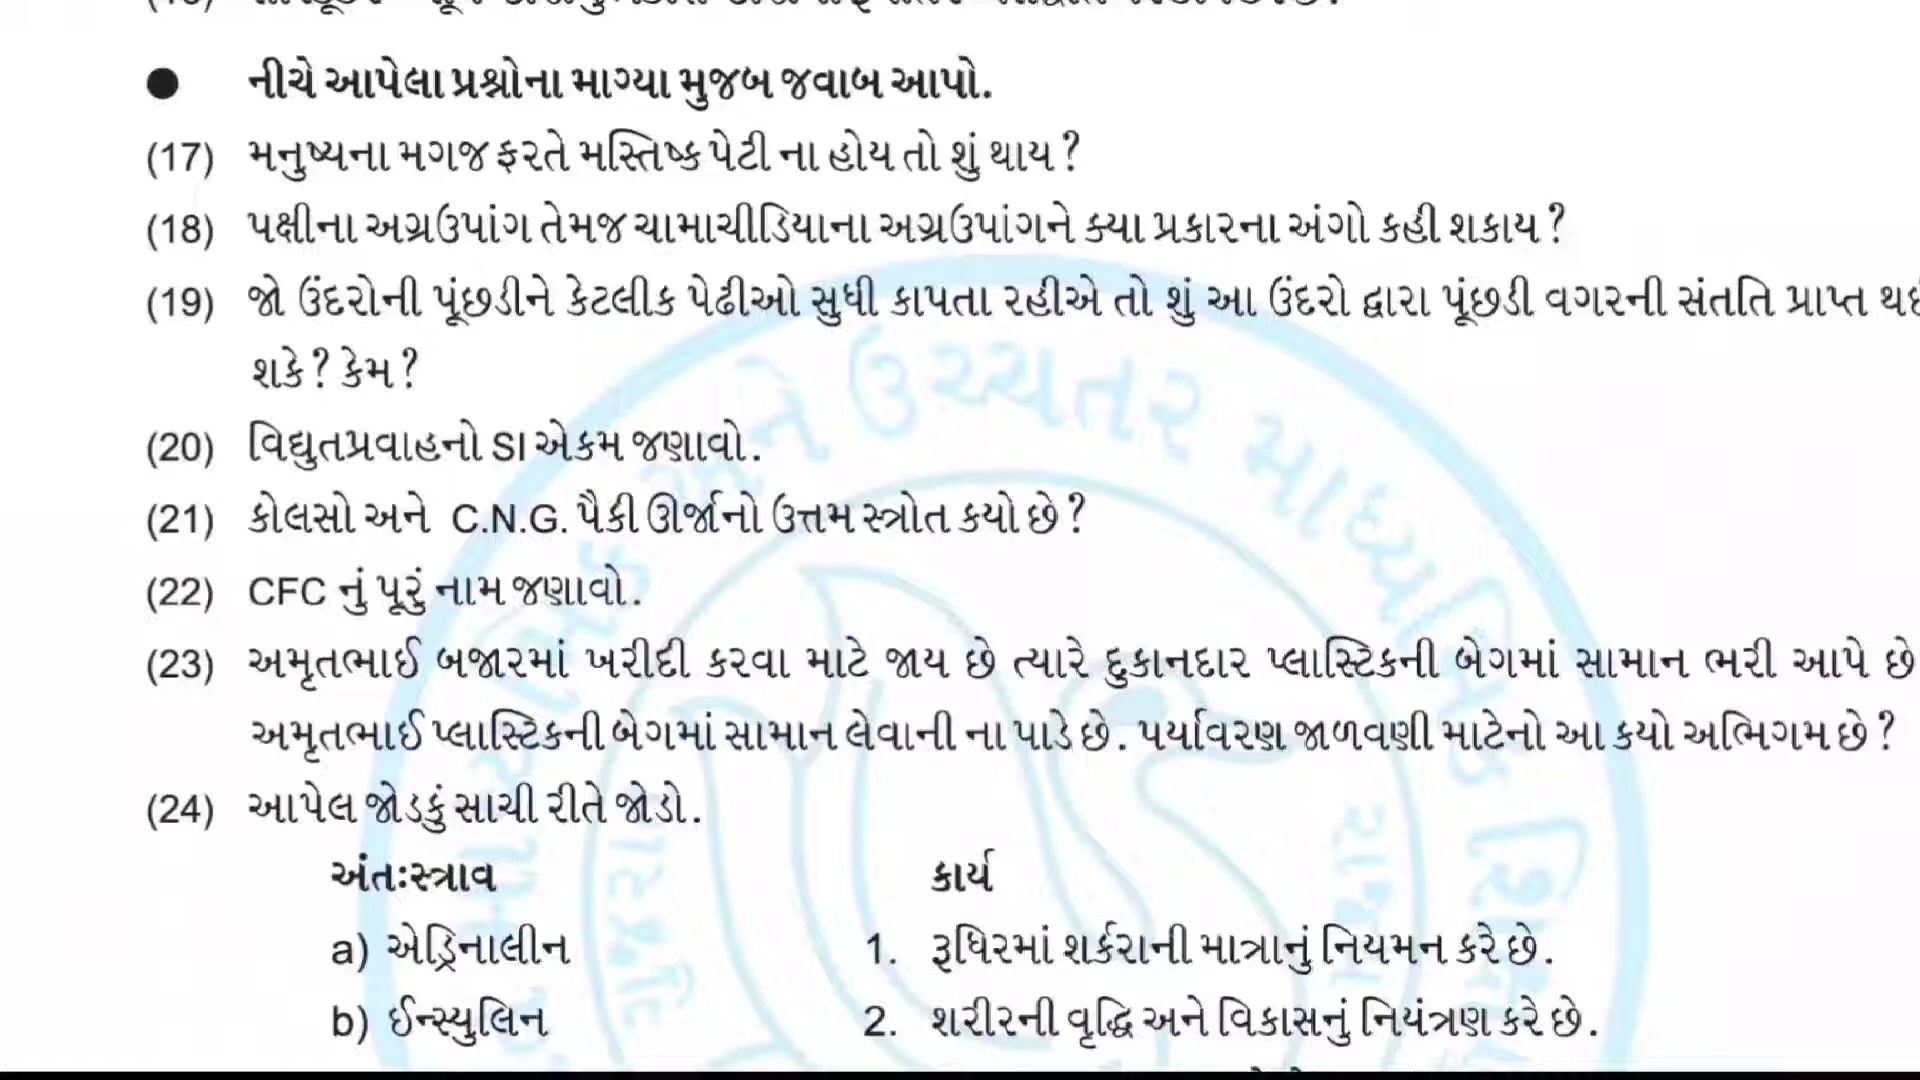 નીચે આપેલા પ્રશ્નોના માગ્યા મુજબ જવાબ આપો.
(17) મનુષ્યના મગજ ફરતે મસ્તિષ્ક પેટી ના હોય તો શું થાય ?
(18) પક્ષીના અગ્રઉપાંગ તેમજ ચામાચીડિયાના અગ્રઉપાંગને ક્યા પ્રકારના અંગો કહી શકાય ?
(19) જો ઉંદરોની પૂંછડીને કેટલીક પેઢીઓ સુધી કાપતા રહીએ તો શું આ ઉંદરો દ્વારા પૂંછડી વગરની સંતતિ પ્રાપ્ત થઈ
શકે ? કેમ ?
(20) વિદ્યુતપ્રવાહનો SI એકમ જણાવો.
(21) કોલસો અને C.N.G. પૈકી ઊર્જાનો ઉત્તમ સ્ત્રોત કયો છે ?
(22) CFC નું પૂરું નામ જણાવો.
(23) અમૃતભાઈ બજારમાં ખરીદી કરવા માટે જાય છે ત્યારે દુકાનદાર પ્લાસ્ટિકની બેગમાં સામાન ભરી આપે છે
અમૃતભાઈ પ્લાસ્ટિકની બેગમાં સામાન લેવાની ના પાડે છે. પર્યાવરણ જાળવણી માટેનો આ કયો અભિગમ છે ?
(24) આપેલ જોડકું સાચી રીતે જોડો.
અંતઃસ્ત્રાવ કાર્ય
a) એડ્રિનાલીન 1. રૂધિરમાં શર્કરાની માત્રાનું નિયમન કરે છે.
b) ઈન્સ્યુલિન 2. શરીરની વૃદ્ધિ અને વિકાસનું નિયંત્રણ કરે છે.